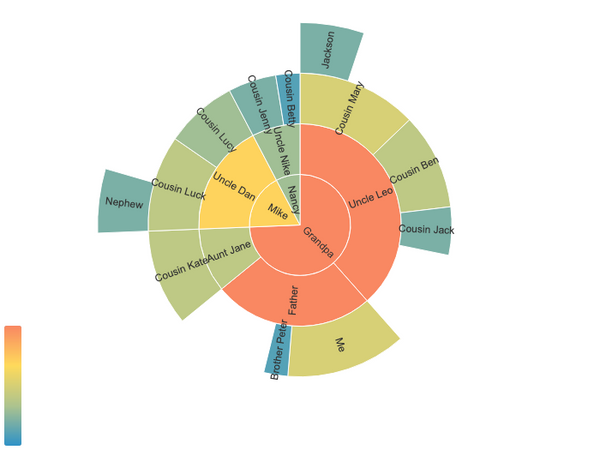 Jackson
Cousin Mary
Cousin Betty
Cousin Jenny
Cousin Lucy
Uncle Nike
Cousin Ben
Cousin Luck
Uncle Dan
Uncle Leo
Nephew
Mike
Nancy
Cousin Jack
Grandpa
Aunt Jane
Cousin Kate
Father
Me
Brother Peter